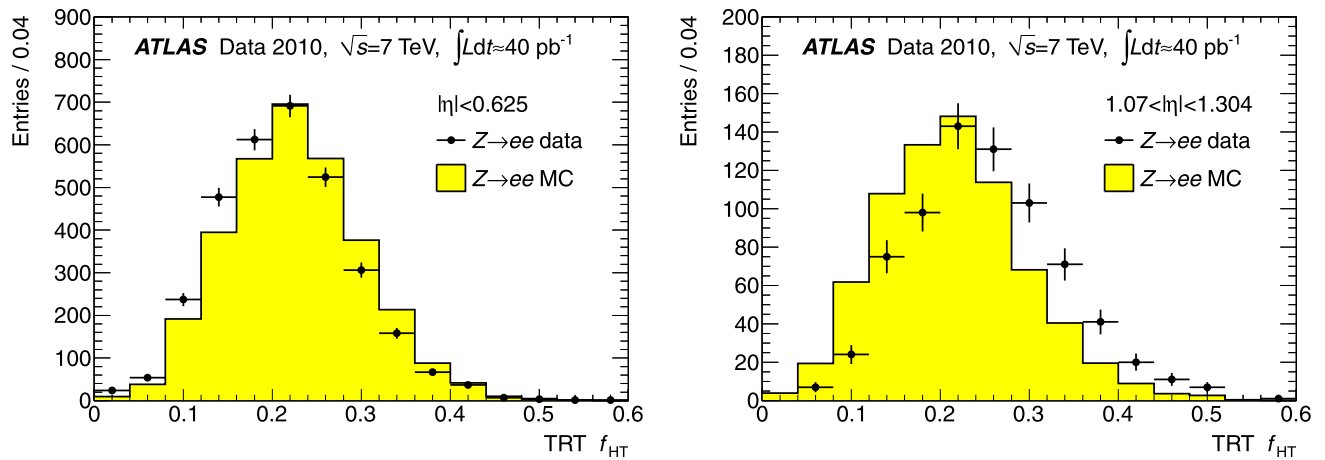 Entries / 0.04
900
800
700
600
500
400
300
200
100
0
ATLAS Data 2010, √s=7 TeV, ∫Ldt≈40 pb-1
|η|<0.625
Z→ee data
Z→ee MC
0 0.1 0.2 0.3 0.4 0.5 0.6
TRT fHT
Entries / 0.04
200
180
160
140
120
100
80
60
40
20
0
ATLAS Data 2010, √s=7 TeV, ∫Ldt≈40 pb-1
1.07<|η|<1.304
Z→ee data
Z→ee MC
0 0.1 0.2 0.3 0.4 0.5 0.6
TRT fHT